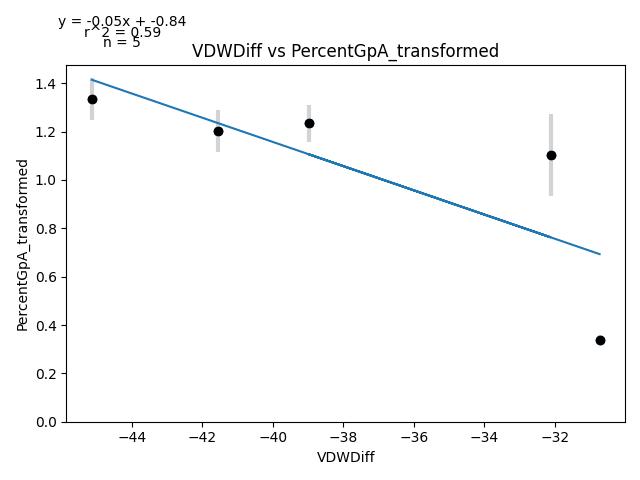 y = -0.05x + -0.84
r^2 = 0.59
n = 5
VDWDiff vs PercentGpA_transformed
PercentGpA_transformed
1.4
1.2
1.0
0.8
0.6
0.4
0.2
0.0
−44
−42
−40
−38
−36
−34
−32
VDWDiff